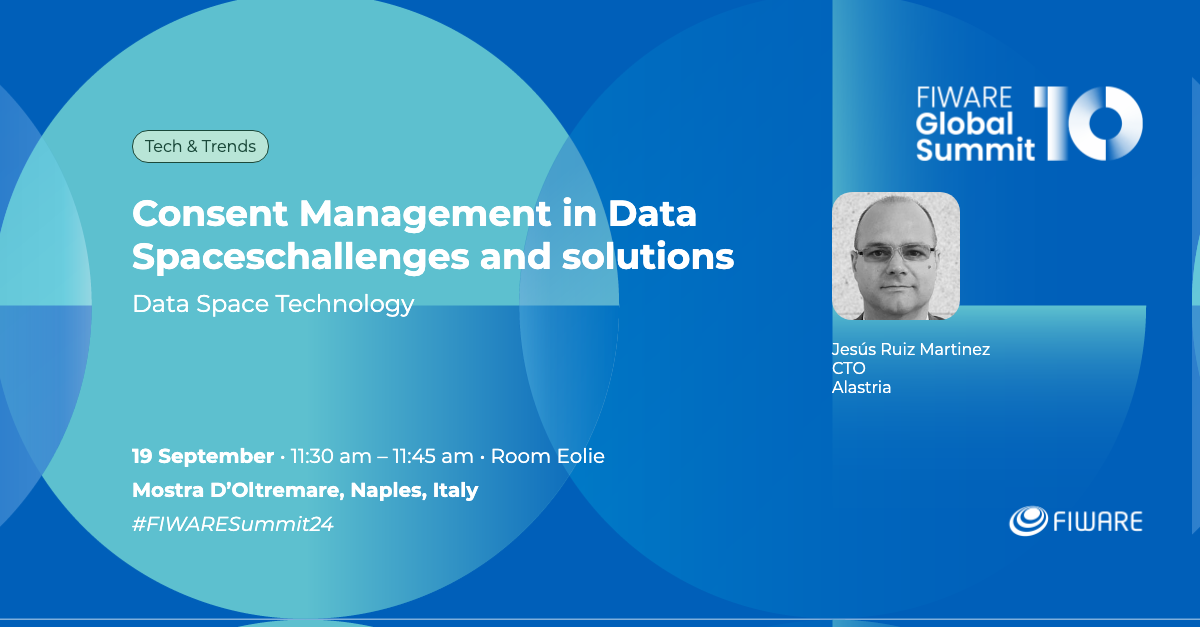 Tech & Trends
Consent Management in Data
Spaceschallenges and solutions
Data Space Technology
19 September · 11:30 am – 11:45 am · Room Eolie
Mostra D’Oltremare, Naples, Italy
#FIWARESummit24
FIWARE
Global
Summit
10
Jesús Ruiz Martinez
CTO
Alastria
FIWARE